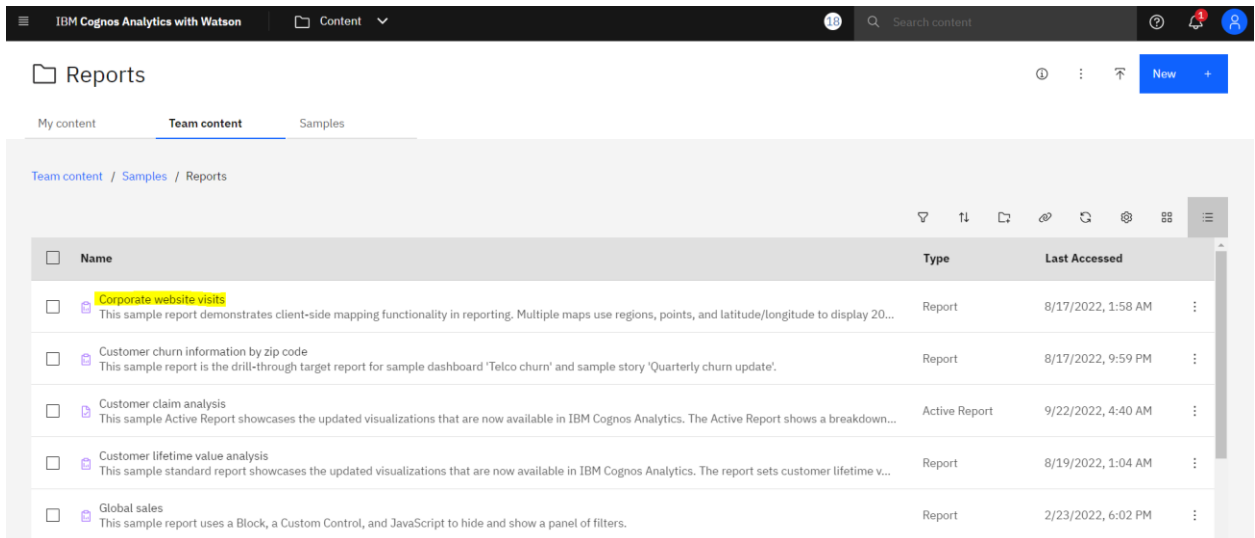 IBM Cognos Analytics with Watson
Content
18
Search content
1
Reports
New +
My content
Team content
Samples
Team content / Samples / Reports
Name
Type
Last Accessed
Corporate website visits
This sample report demonstrates client-side mapping functionality in reporting. Multiple maps use regions, points, and latitude/longitude to display 20...
Report
8/17/2022, 1:58 AM
Customer churn information by zip code
This sample report is the drill-through target report for sample dashboard 'Telco churn' and sample story 'Quarterly churn update'.
Report
8/17/2022, 9:59 PM
Customer claim analysis
This sample Active Report showcases the updated visualizations that are now available in IBM Cognos Analytics. The Active Report shows a breakdown...
Active Report
9/22/2022, 4:40 AM
Customer lifetime value analysis
This sample standard report showcases the updated visualizations that are now available in IBM Cognos Analytics. The report sets customer lifetime v...
Report
8/19/2022, 1:04 AM
Global sales
This sample report uses a Block, a Custom Control, and JavaScript to hide and show a panel of filters.
Report
2/23/2022, 6:02 PM